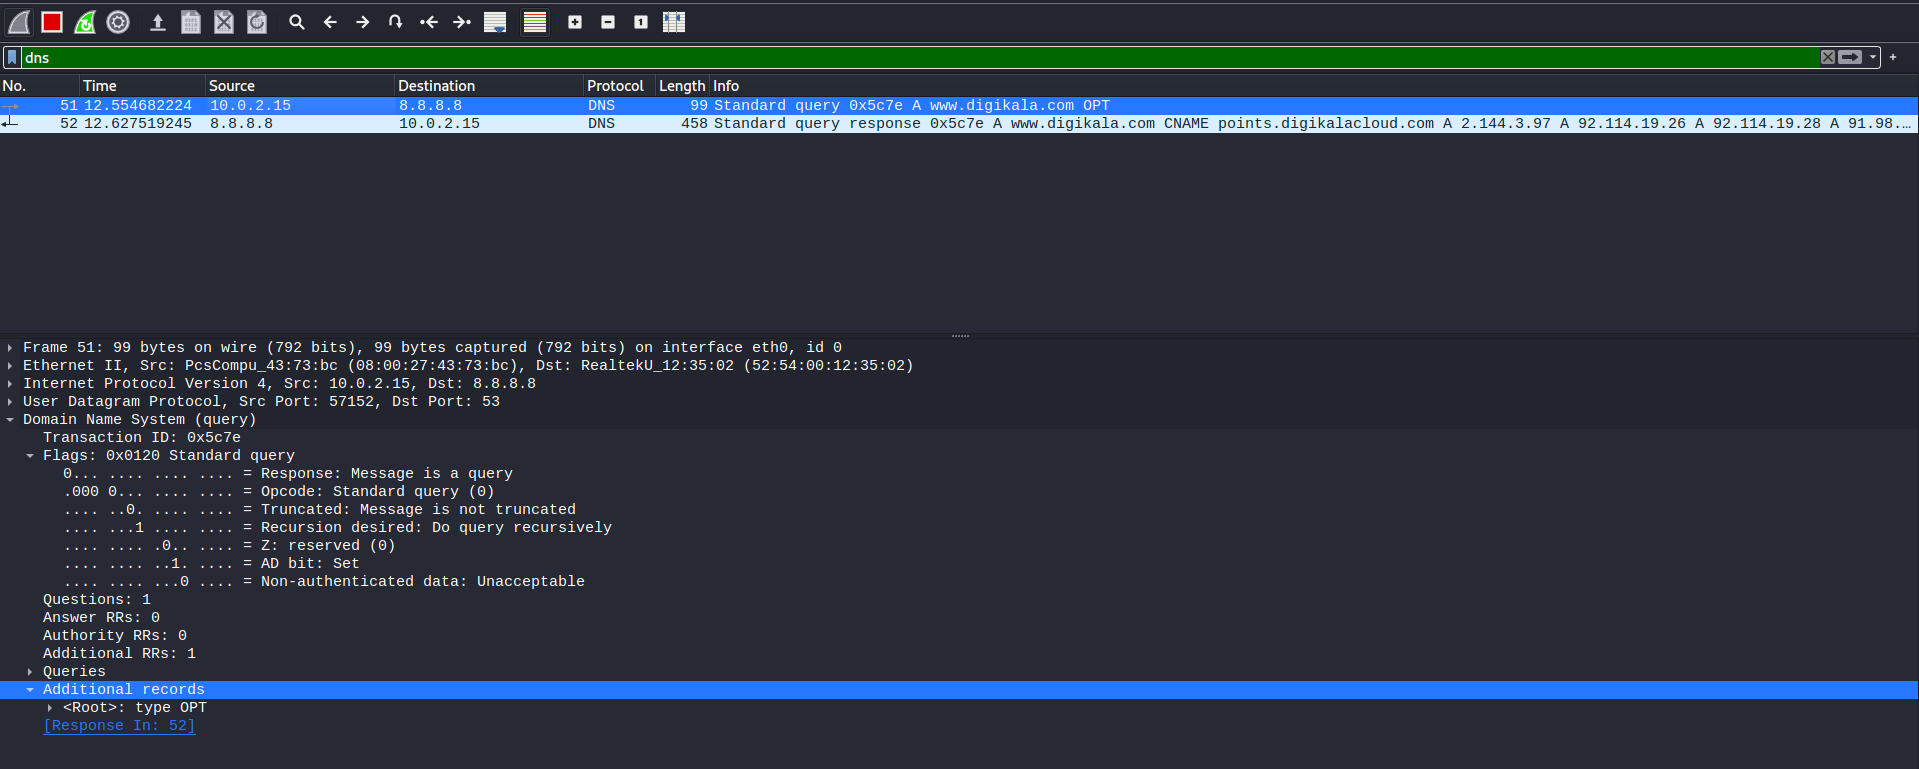 dns
No. Time Source Destination Protocol Length Info
51 12.554682224 10.0.2.15 8.8.8.8 DNS 99 Standard query 0x5c7e A www.digikala.com OPT
52 12.627519245 8.8.8.8 10.0.2.15 DNS 458 Standard query response 0x5c7e A www.digikala.com CNAME points.digikalacloud.com A 2.144.3.97 A 92.114.19.26 A 92.114.19.28 A 91.98.…
Frame 51: 99 bytes on wire (792 bits), 99 bytes captured (792 bits) on interface eth0, id 0
Ethernet II, Src: PcsCompu_43:73:bc (08:00:27:43:73:bc), Dst: RealtekU_12:35:02 (52:54:00:12:35:02)
Internet Protocol Version 4, Src: 10.0.2.15, Dst: 8.8.8.8
User Datagram Protocol, Src Port: 57152, Dst Port: 53
Domain Name System (query)
Transaction ID: 0x5c7e
Flags: 0x0120 Standard query
0... .... .... .... = Response: Message is a query
.000 0... .... .... = Opcode: Standard query (0)
.... ..0. .... .... = Truncated: Message is not truncated
.... ...1 .... .... = Recursion desired: Do query recursively
.... .... .0.. .... = Z: reserved (0)
.... .... ..1. .... = AD bit: Set
.... .... ...0 .... = Non-authenticated data: Unacceptable
Questions: 1
Answer RRs: 0
Authority RRs: 0
Additional RRs: 1
Queries
Additional records
<Root>: type OPT
[Response In: 52]